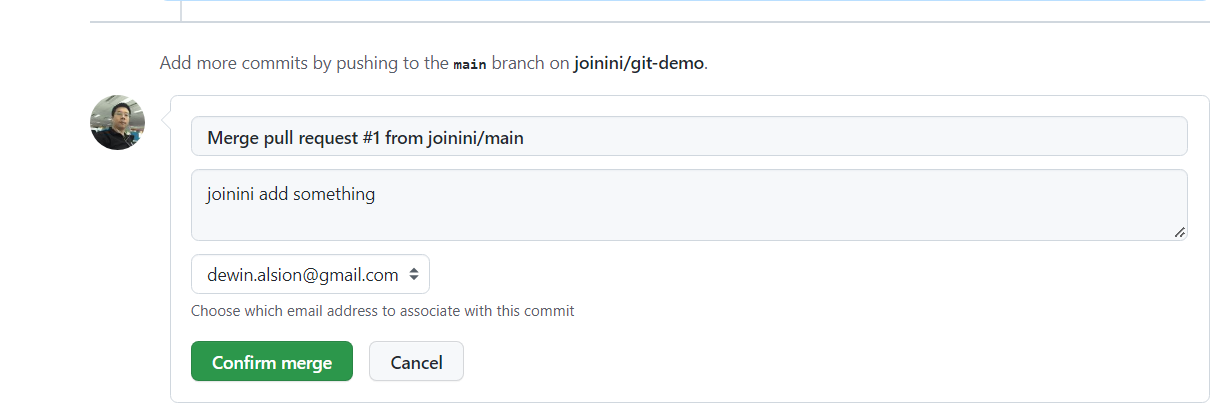 Add more commits by pushing to the main branch on joinini/git-demo.
Merge pull request #1 from joinini/main
joinini add something
dewin.alsion@gmail.com
Choose which email address to associate with this commit
Confirm merge
Cancel